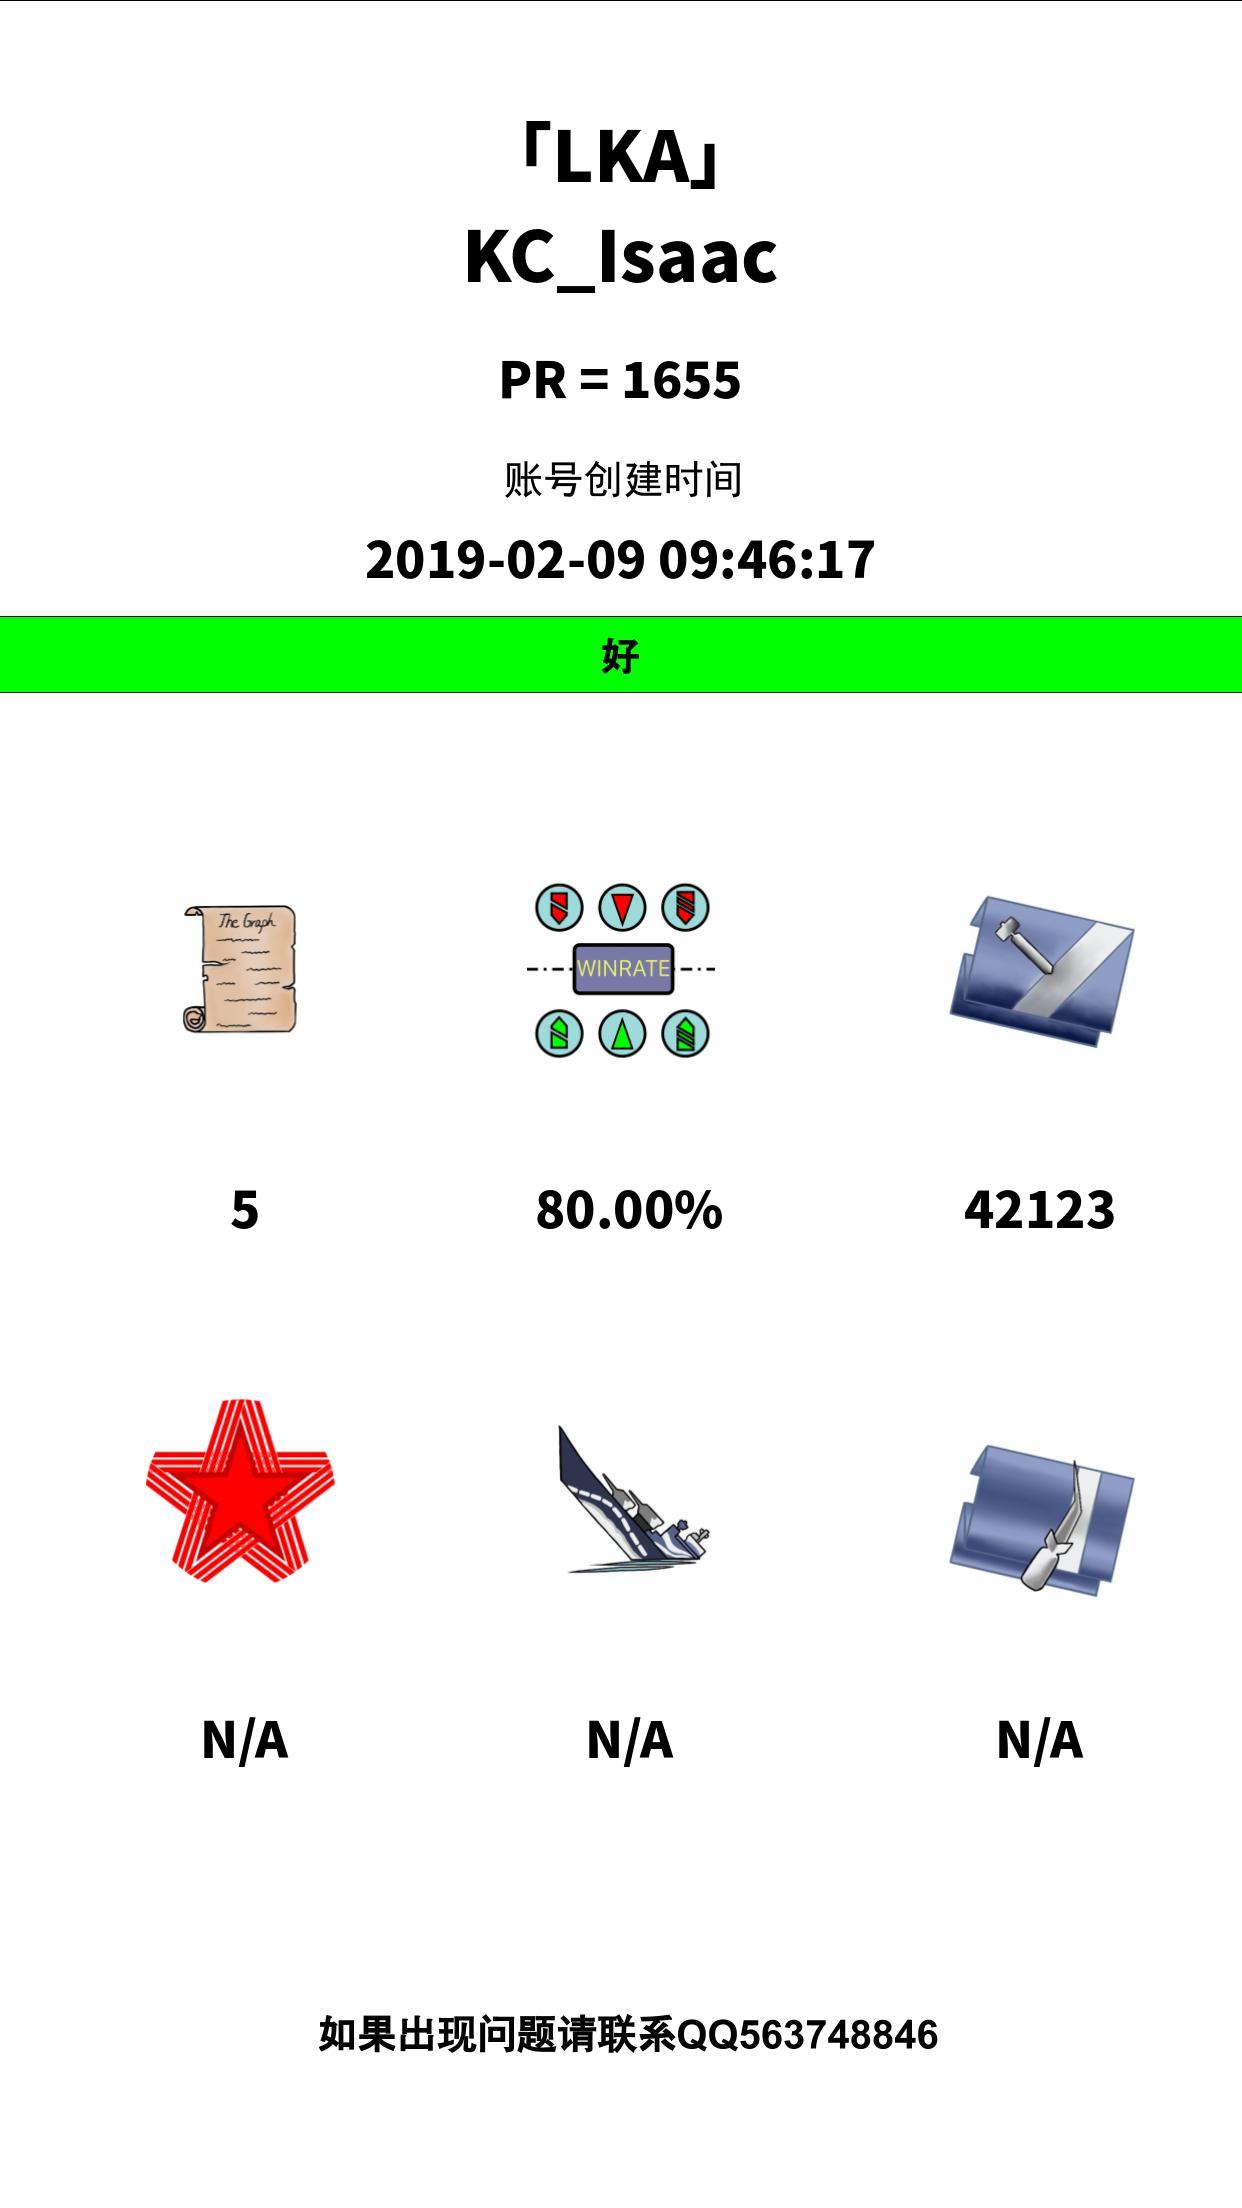 「LKA」
KC_Isaac
PR = 1655
账号创建时间
2019-02-09 09:46:17
好
The Graph
WINRATE
5
80.00%
42123
N/A
N/A
N/A
如果出现问题请联系QQ563748846